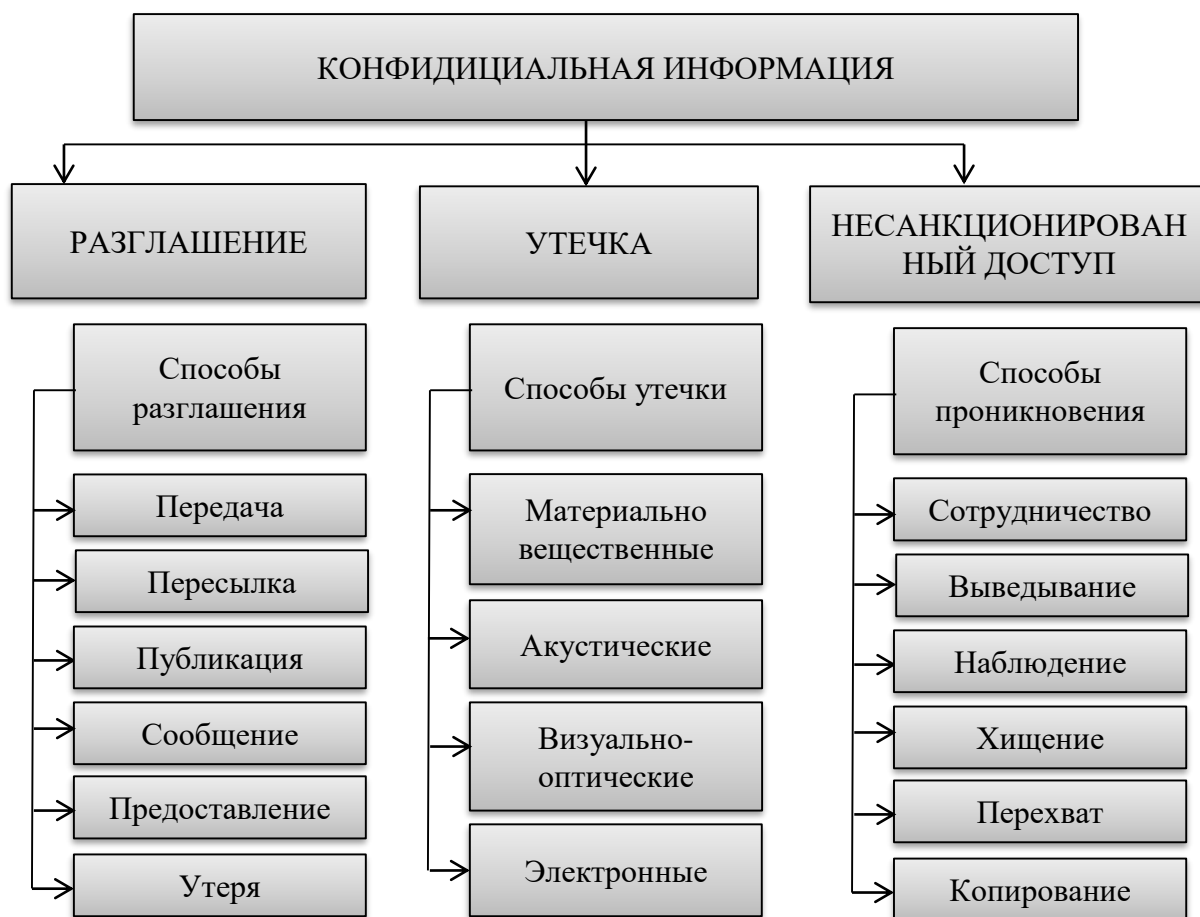 КОНФИДИЦИАЛЬНАЯ ИНФОРМАЦИЯ
РАЗГЛАШЕНИЕ
УТЕЧКА
НЕСАНКЦИОНИРОВАН
НЫЙ ДОСТУП
Способы
разглашения
Передача
Пересылка
Публикация
Сообщение
Предоставление
Утеря
Способы утечки
Материально
вещественные
Акустические
Визуально-
оптические
Электронные
Способы
проникновения
Сотрудничество
Выведывание
Наблюдение
Хищение
Перехват
Копирование